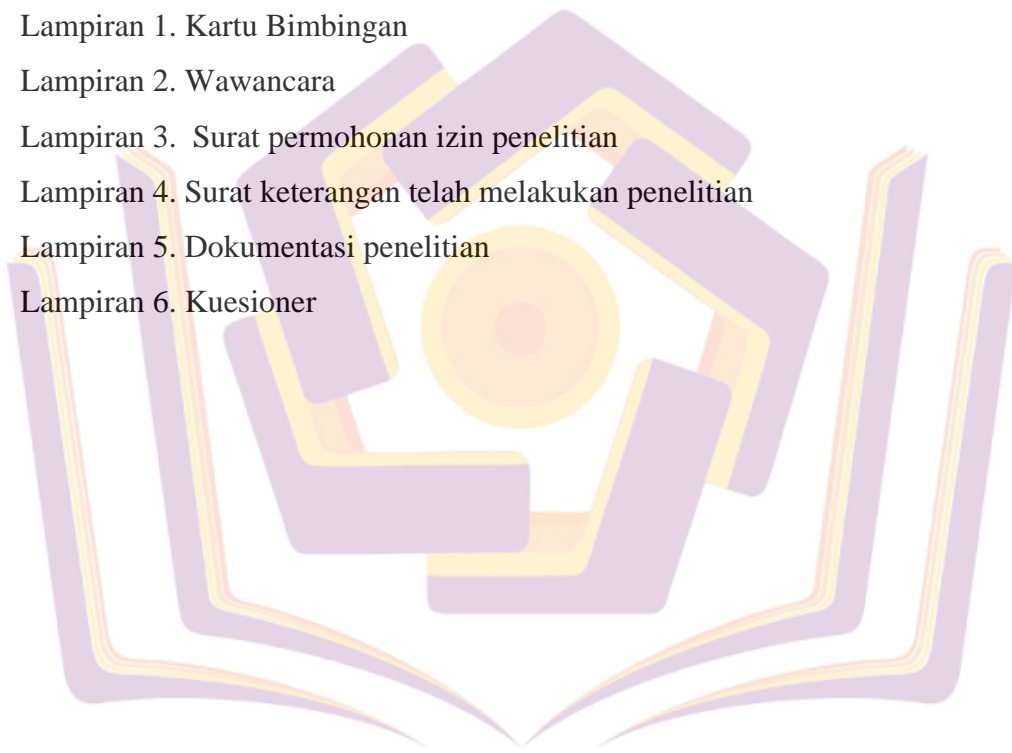 Lampiran 1. Kartu Bimbingan
Lampiran 2. Wawancara
Lampiran 3.  Surat permohonan izin penelitian
Lampiran 4. Surat keterangan telah melakukan penelitian
Lampiran 5. Dokumentasi penelitian
Lampiran 6. Kuesioner